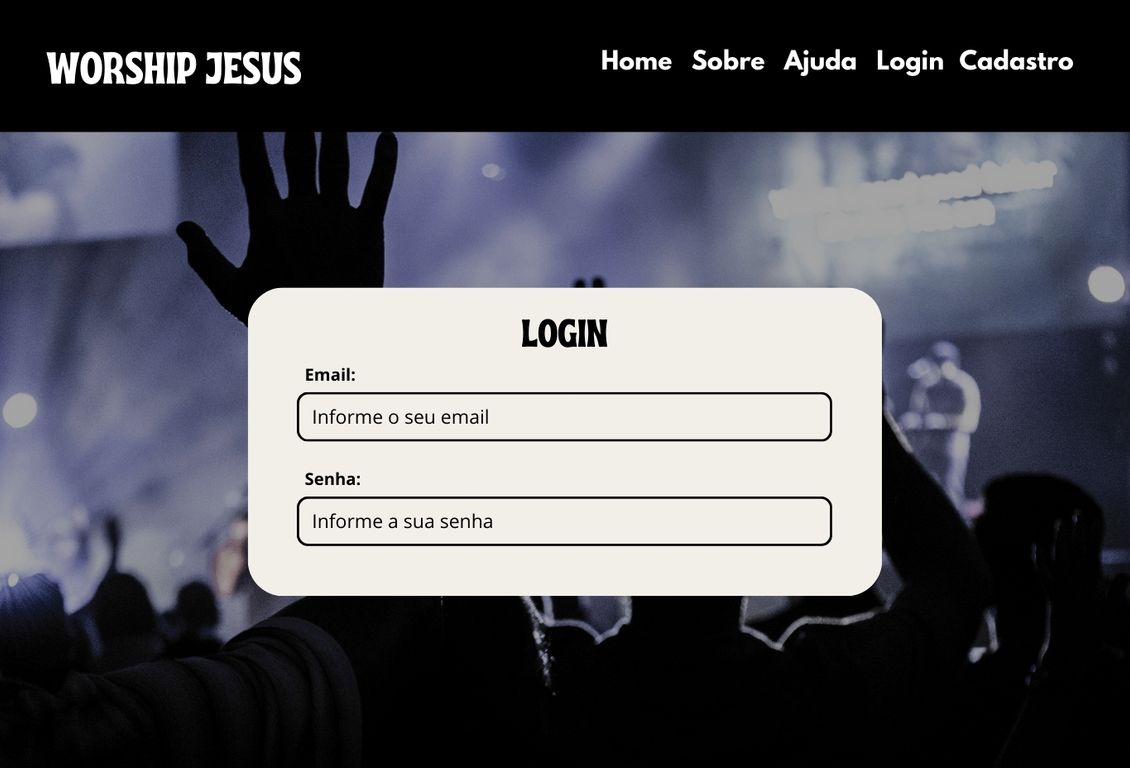 WORSHIP JESUS
Home Sobre Ajuda Login Cadastro
LOGIN
Email:
Informe o seu email
Senha:
Informe a sua senha